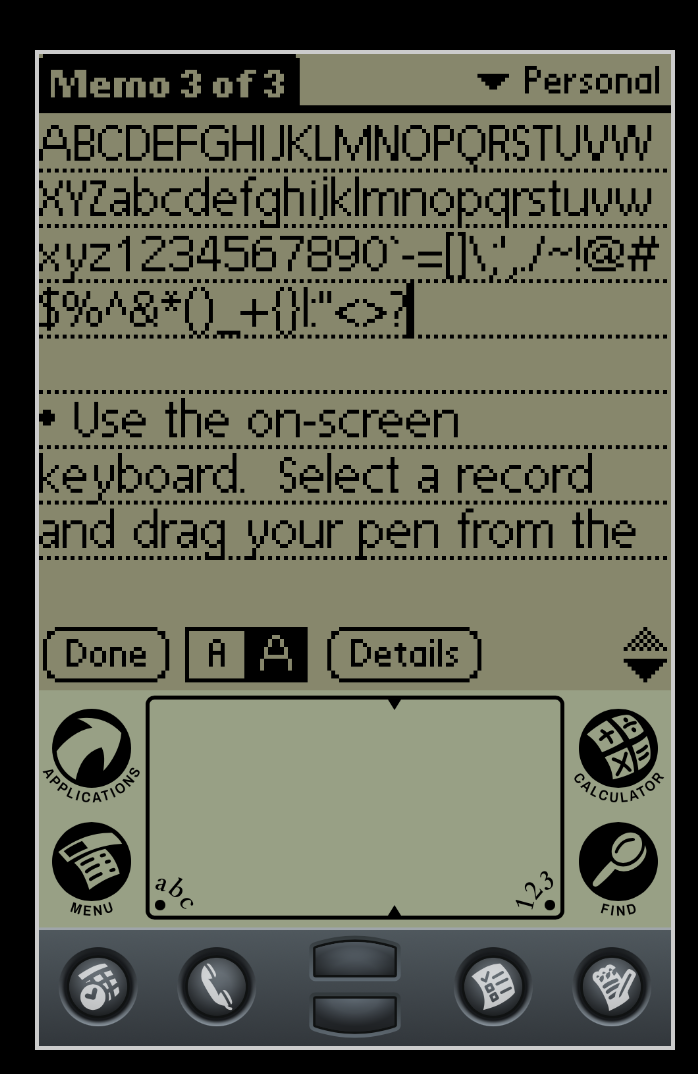 Memo 3 of 3
Personal
ABCDEFGHIJKLMNOPQRSTUVW
XYZabcdefghijklmnopqrstuvw
xyz1234567890`-=[]\;',./~!@#
$%^&*()_+{}|:"<>?
• Use the on-screen
keyboard.  Select a record
and drag your pen from the
Done A A Details
APPLICATIONS
CALCULATOR
MENU
abc
123
FIND